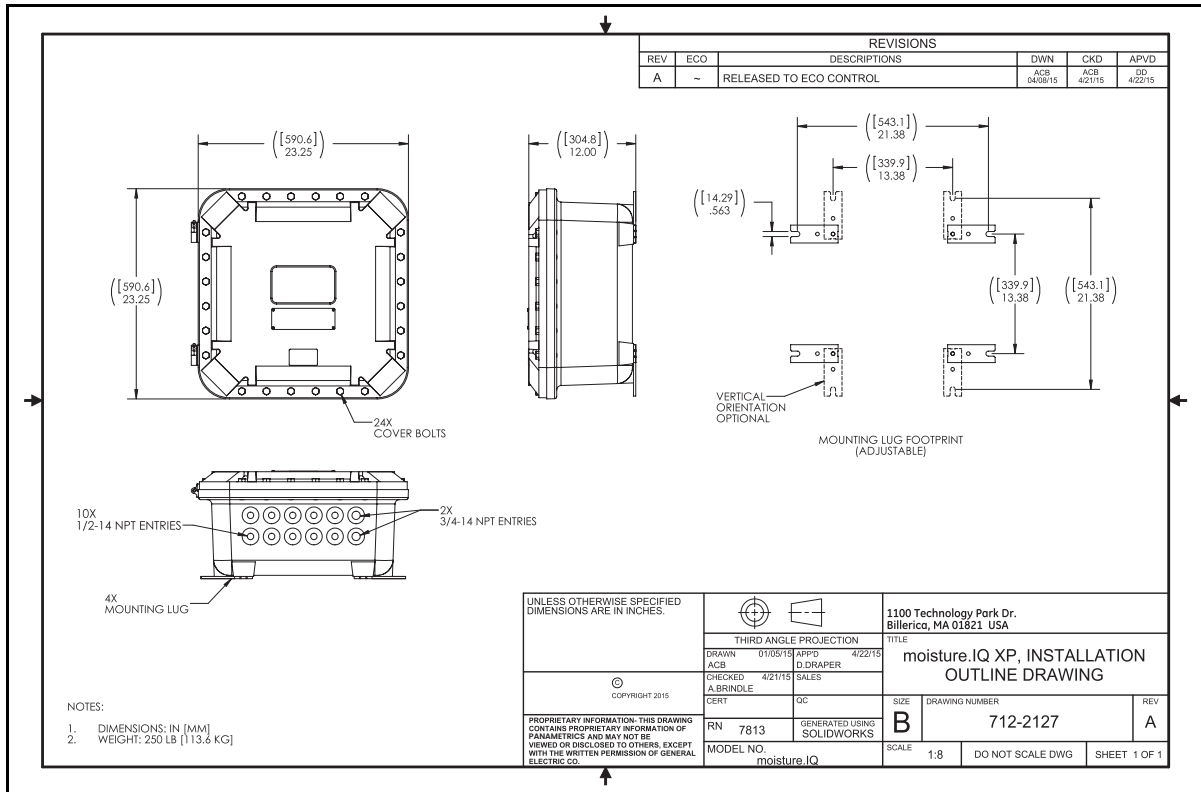 REVISIONS
REV ECO DESCRIPTIONS DWN CKD APVD
A ~ RELEASED TO ECO CONTROL ACB 04/08/15 ACB 4/21/15 DD 4/22/15
([590.6] 23.25)
([304.8] 12.00)
([543.1] 21.38)
([339.9] 13.38)
([14.29] .563)
([590.6] 23.25)
([339.9] 13.38)
([543.1] 21.38)
24X
COVER BOLTS
VERTICAL
ORIENTATION
OPTIONAL
MOUNTING LUG FOOTPRINT
(ADJUSTABLE)
10X
1/2-14 NPT ENTRIES
2X
3/4-14 NPT ENTRIES
4X
MOUNTING LUG
NOTES:
1. DIMENSIONS: IN [MM]
2. WEIGHT: 250 LB [113.6 KG]
UNLESS OTHERWISE SPECIFIED
DIMENSIONS ARE IN INCHES.
©
COPYRIGHT 2015
PROPRIETARY INFORMATION- THIS DRAWING
CONTAINS PROPRIETARY INFORMATION OF
PANAMETRICS AND MAY NOT BE
VIEWED OR DISCLOSED TO OTHERS, EXCEPT
WITH THE WRITTEN PERMISSION OF GENERAL
ELECTRIC CO.
THIRD ANGLE PROJECTION
DRAWN 01/05/15 APP'D 4/22/15
ACB D.DRAPER
CHECKED 4/21/15 SALES
A.BRINDLE
CERT QC
RN 7813 GENERATED USING
SOLIDWORKS
MODEL NO.
moisture.IQ
1100 Technology Park Dr.
Billerica, MA 01821 USA
TITLE
moisture.IQ XP, INSTALLATION
OUTLINE DRAWING
SIZE DRAWING NUMBER REV
B 712-2127 A
SCALE 1:8 DO NOT SCALE DWG SHEET 1 OF 1